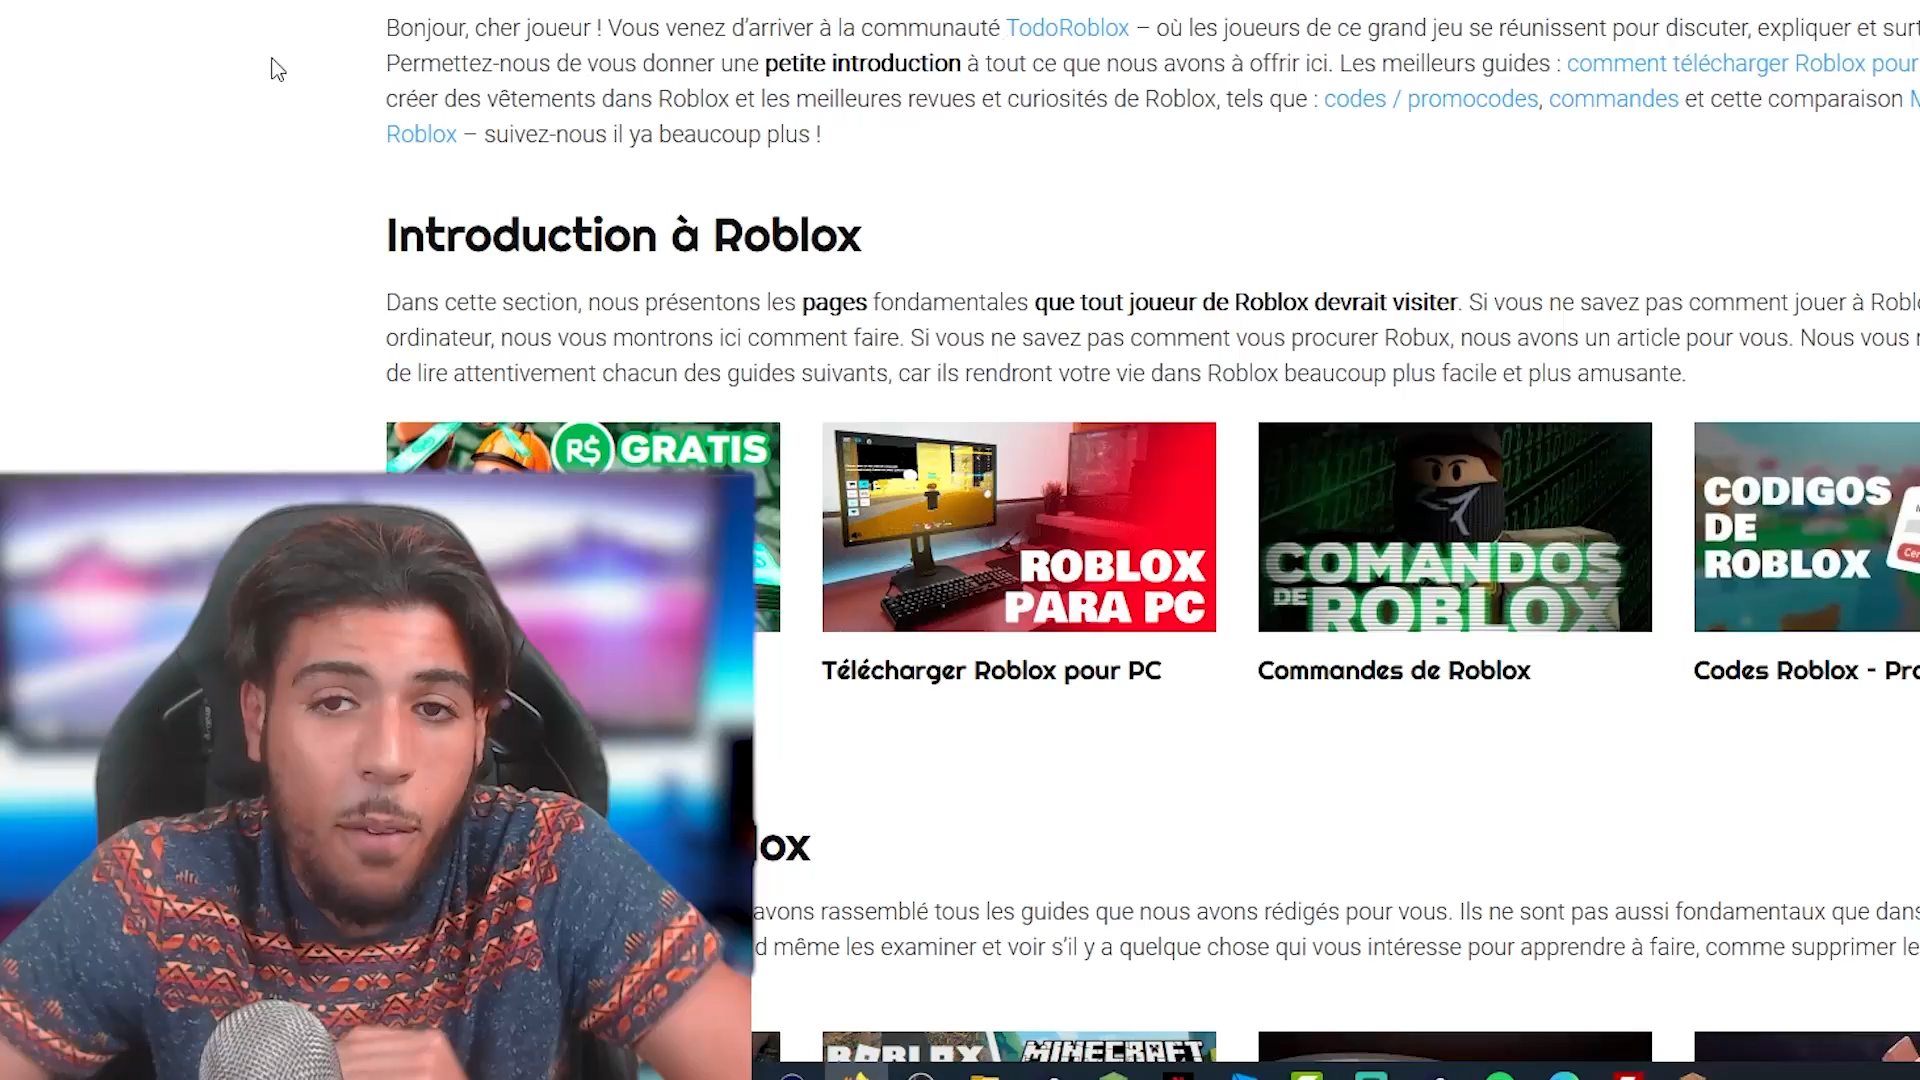 Bonjour, cher joueur ! Vous venez d’arriver à la communauté TodoRoblox – où les joueurs de ce grand jeu se réunissent pour discuter, expliquer et
Permettez-nous de vous donner une petite introduction à tout ce que nous avons à offrir ici. Les meilleurs guides : comment télécharger Roblox pour
créer des vêtements dans Roblox et les meilleures revues et curiosités de Roblox, tels que : codes / promocodes, commandes et cette comparaison
Roblox – suivez-nous il ya beaucoup plus !
Introduction à Roblox
Dans cette section, nous présentons les pages fondamentales que tout joueur de Roblox devrait visiter. Si vous ne savez pas comment jouer à
ordinateur, nous vous montrons ici comment faire. Si vous ne savez pas comment vous procurer Robux, nous avons un article pour vous. Nous vous
de lire attentivement chacun des guides suivants, car ils rendront votre vie dans Roblox beaucoup plus facile et plus amusante.
R$ GRATIS
ROBLOX
PARA PC
COMANDOS
DE ROBLOX
CODIGOS
DE
ROBLOX
Télécharger Roblox pour PC
Commandes de Roblox
Codes Roblox - Pro
lox
avons rassemblé tous les guides que nous avons rédigés pour vous. Ils ne sont pas aussi fondamentaux que dans
d même les examiner et voir s’il y a quelque chose qui vous intéresse pour apprendre à faire, comme supprimer le
ROBLOX
MINECRAFT